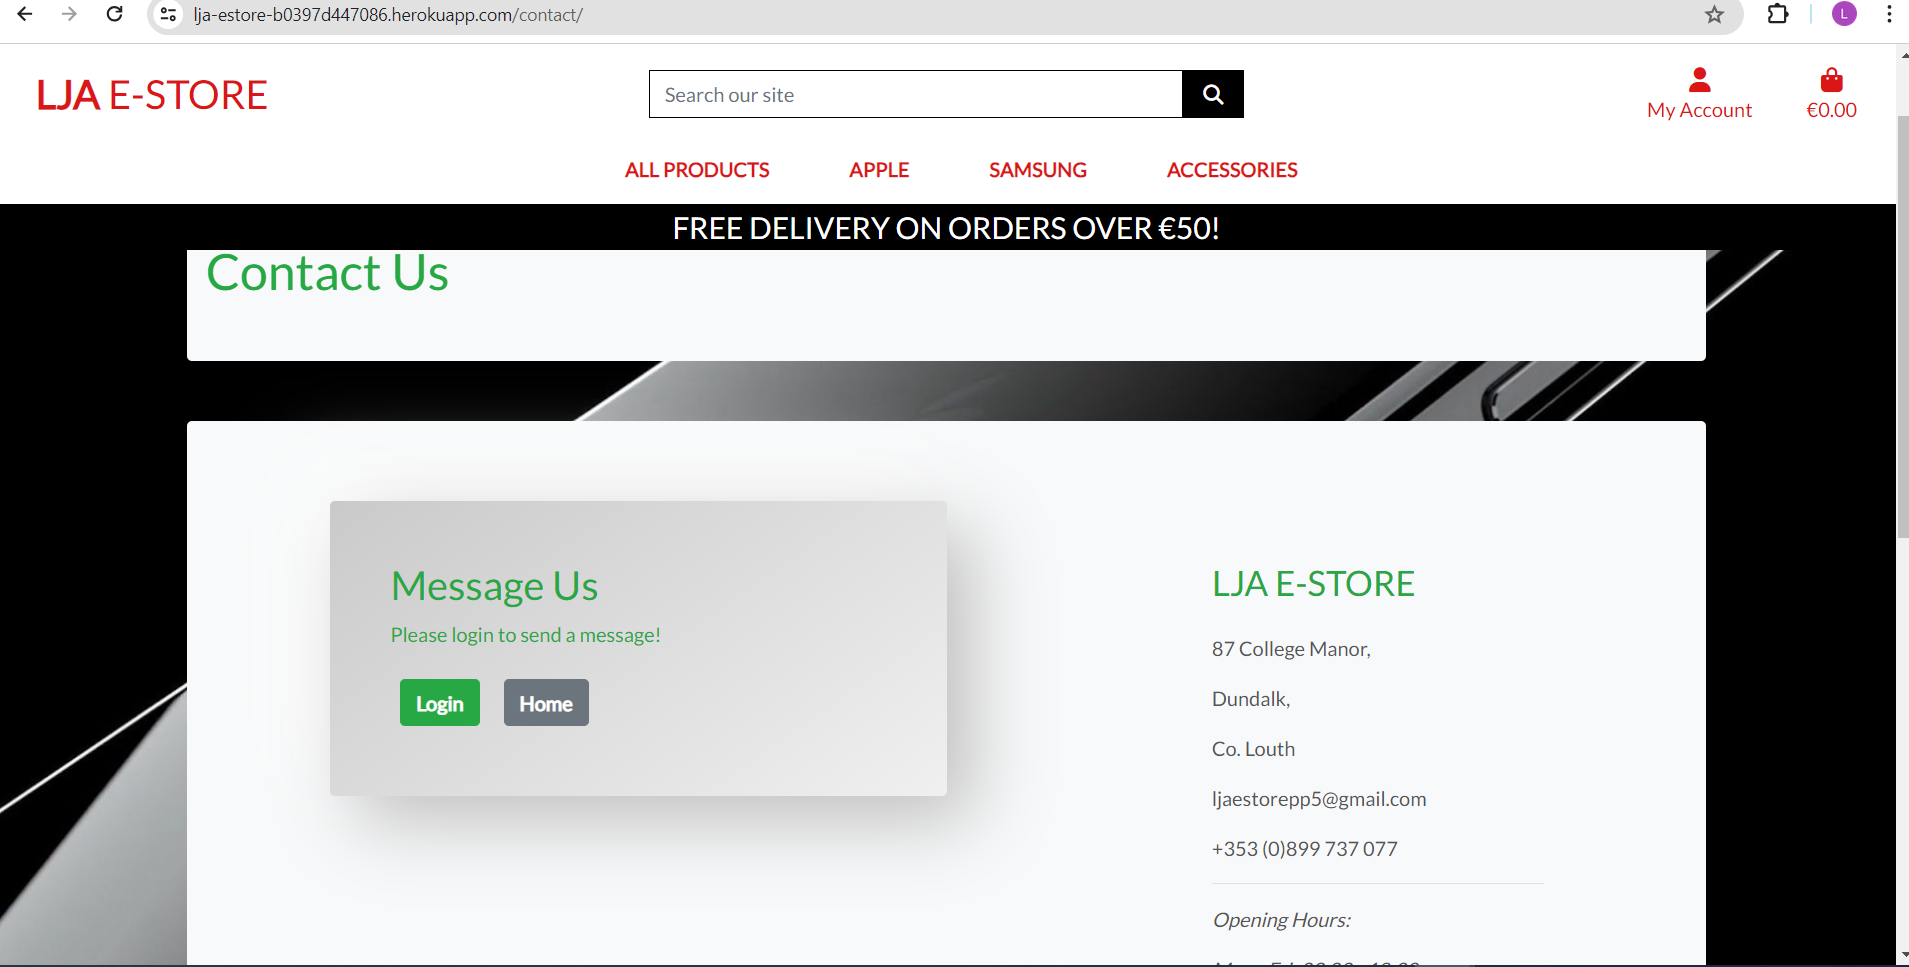 lja-estore-b0397d447086.herokuapp.com/contact/
L
LJA E-STORE
Search our site
My Account
€0.00
ALL PRODUCTS
APPLE
SAMSUNG
ACCESSORIES
FREE DELIVERY ON ORDERS OVER €50!
Contact Us
Message Us
Please login to send a message!
Login
Home
LJA E-STORE
87 College Manor,
Dundalk,
Co. Louth
ljaestorepp5@gmail.com
+353 (0)899 737 077
Opening Hours: